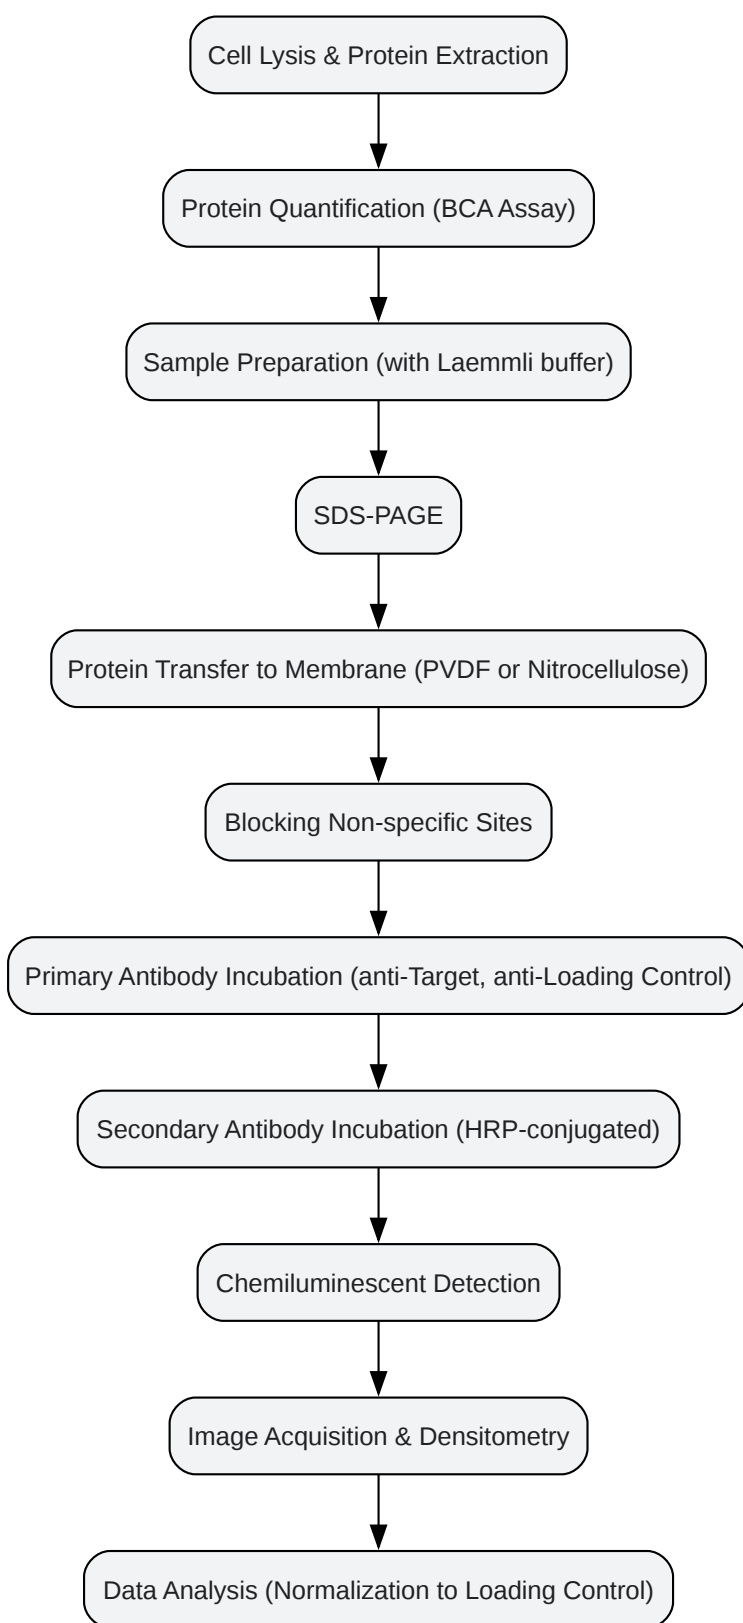 Cell Lysis & Protein Extraction
Protein Quantification (BCA Assay)
Sample Preparation (with Laemmli buffer)
SDS-PAGE
Protein Transfer to Membrane (PVDF or Nitrocellulose)
Blocking Non-specific Sites
Primary Antibody Incubation (anti-Target, anti-Loading Control)
Secondary Antibody Incubation (HRP-conjugated)
Chemiluminescent Detection
Image Acquisition & Densitometry
Data Analysis (Normalization to Loading Control)